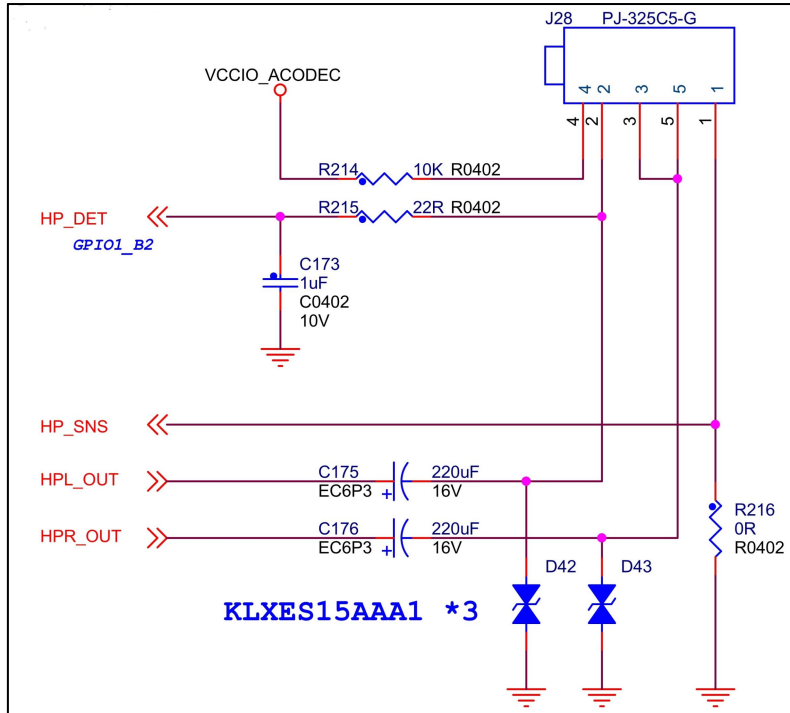 J28 PJ-325C5-G
4 2 3 5 1
4 2 3 5 1
VCCIO_ACODEC
R214 10K R0402
HP_DET R215 22R R0402
GPIO1_B2
C173
1uF
C0402
10V
HP_SNS
HPL_OUT C175 220uF
EC6P3 + 16V
HPR_OUT C176 220uF
EC6P3 + 16V
R216
0R
R0402
D42 D43
KLXES15AAA1 *3